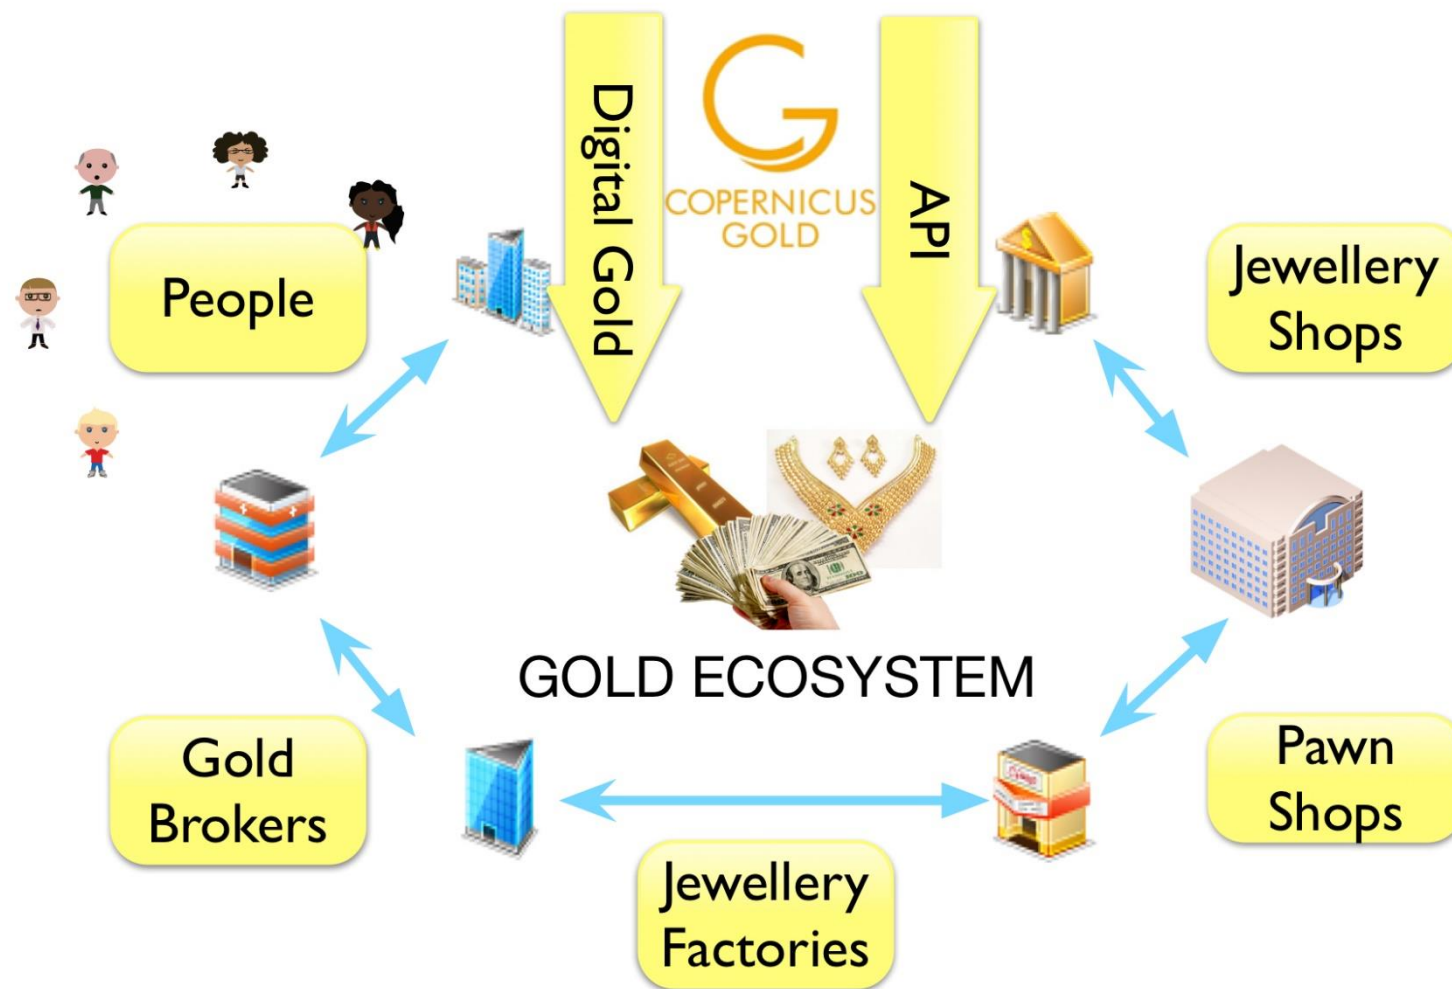 Digital Gold
COPERNICUS
GOLD
API
People
Jewellery
Shops
GOLD ECOSYSTEM
Gold
Brokers
Pawn
Shops
Jewellery
Factories